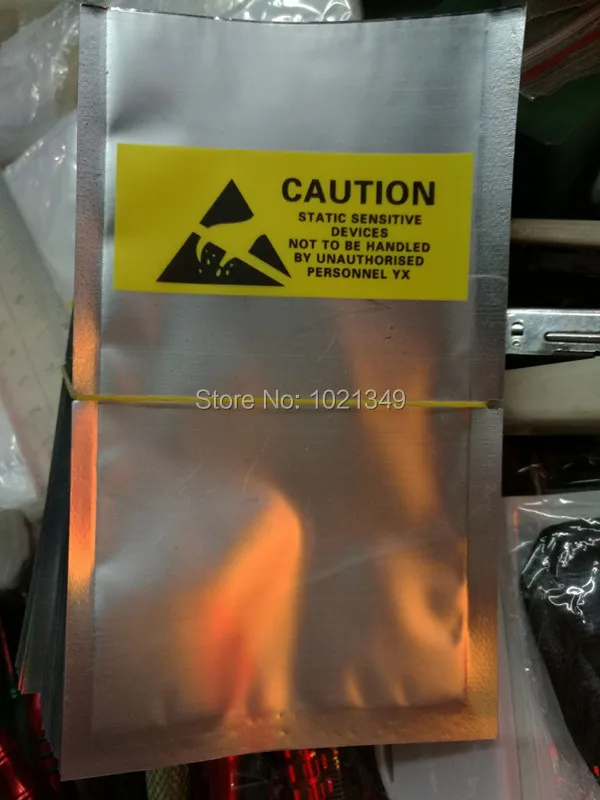 CAUTION
STATIC SENSITIVE
DEVICES
NOT TO BE HANDLED
BY UNAUTHORISED
PERSONNEL YX
Store No: 1021349